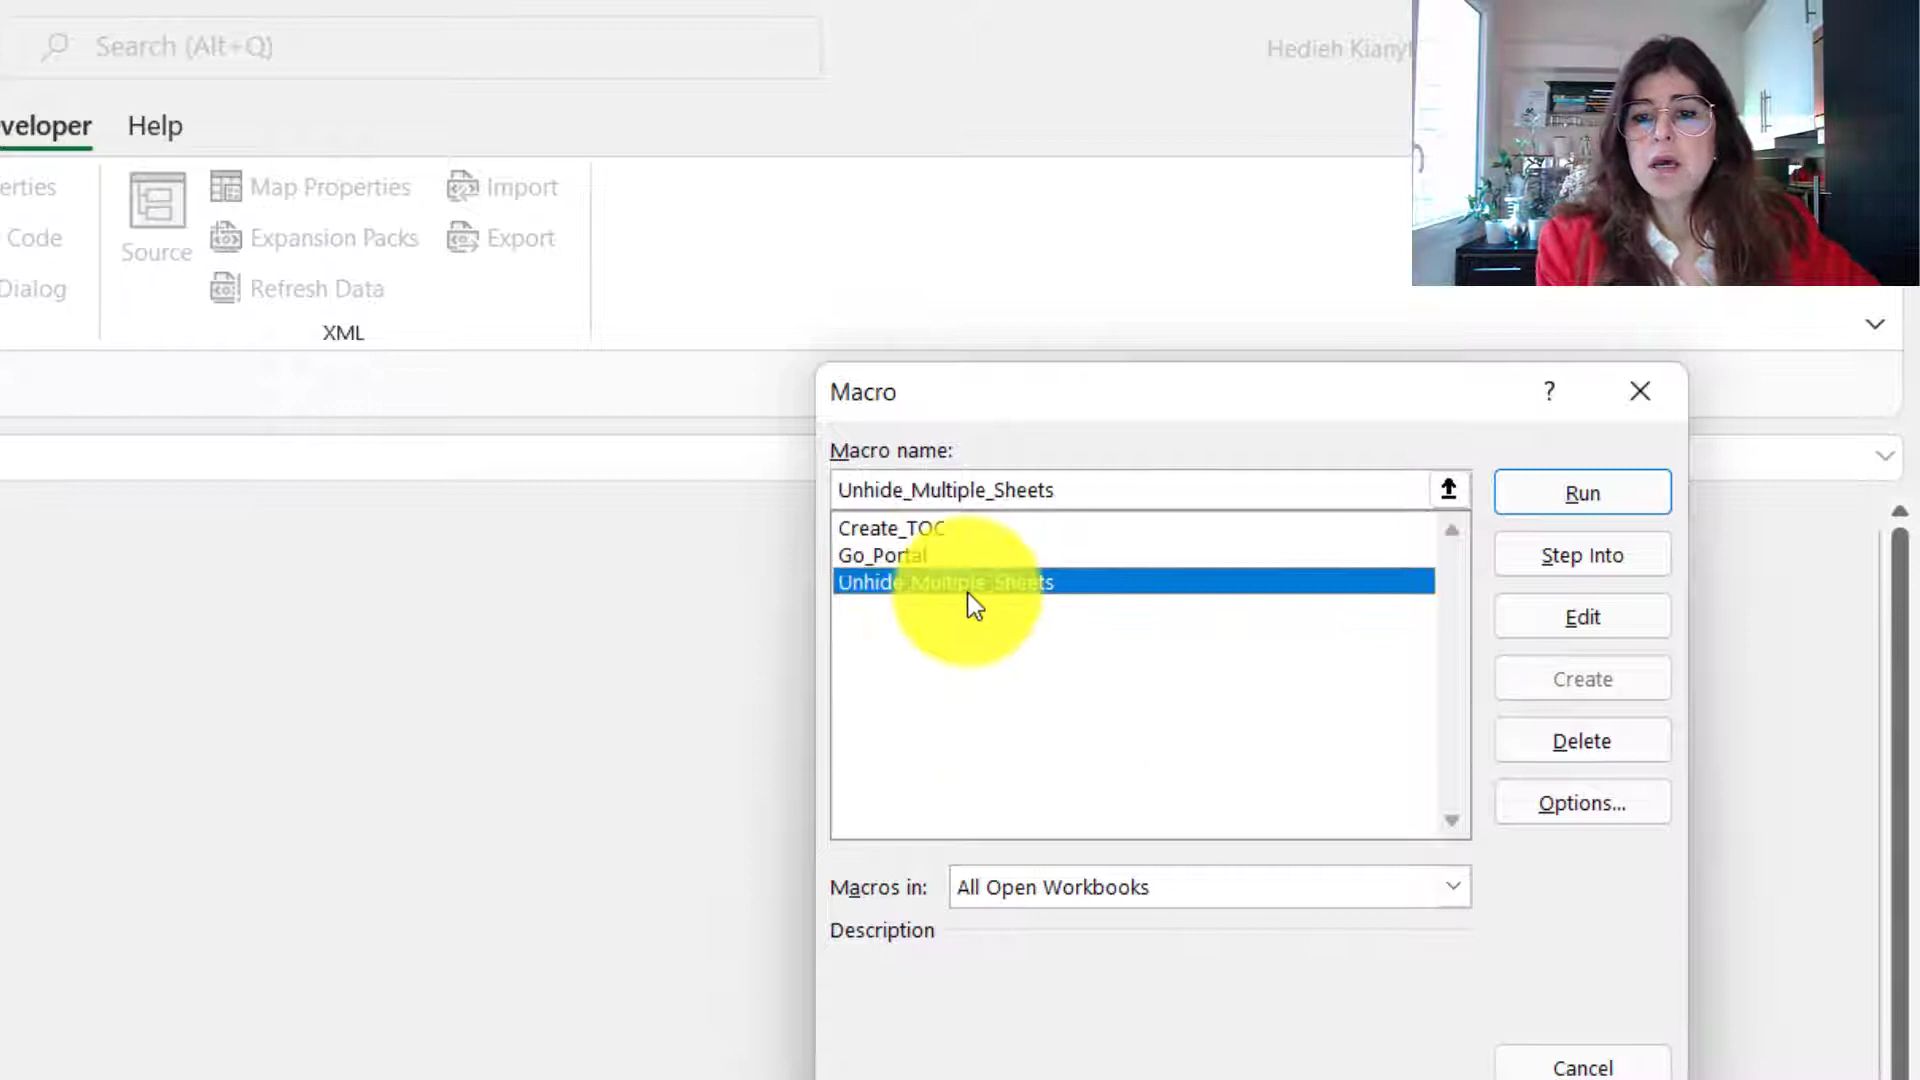 Search (Alt+Q)
Hedieh Kiany
veloper
Help
erties
Map Properties
Import
Code
Source
Expansion Packs
Export
Dialog
Refresh Data
XML
Macro
?
Macro name:
Unhide_Multiple_Sheets
Run
Create_TOC
Go_Portal
Step Into
Unhide_Multiple_Sheets
Edit
Create
Delete
Options...
Macros in:
All Open Workbooks
Description
Cancel